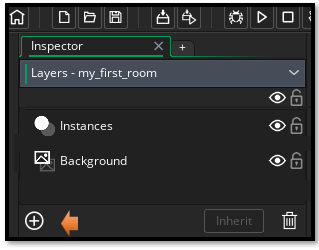 Inspector
Layers - my_first_room
Instances
Background
Inherit